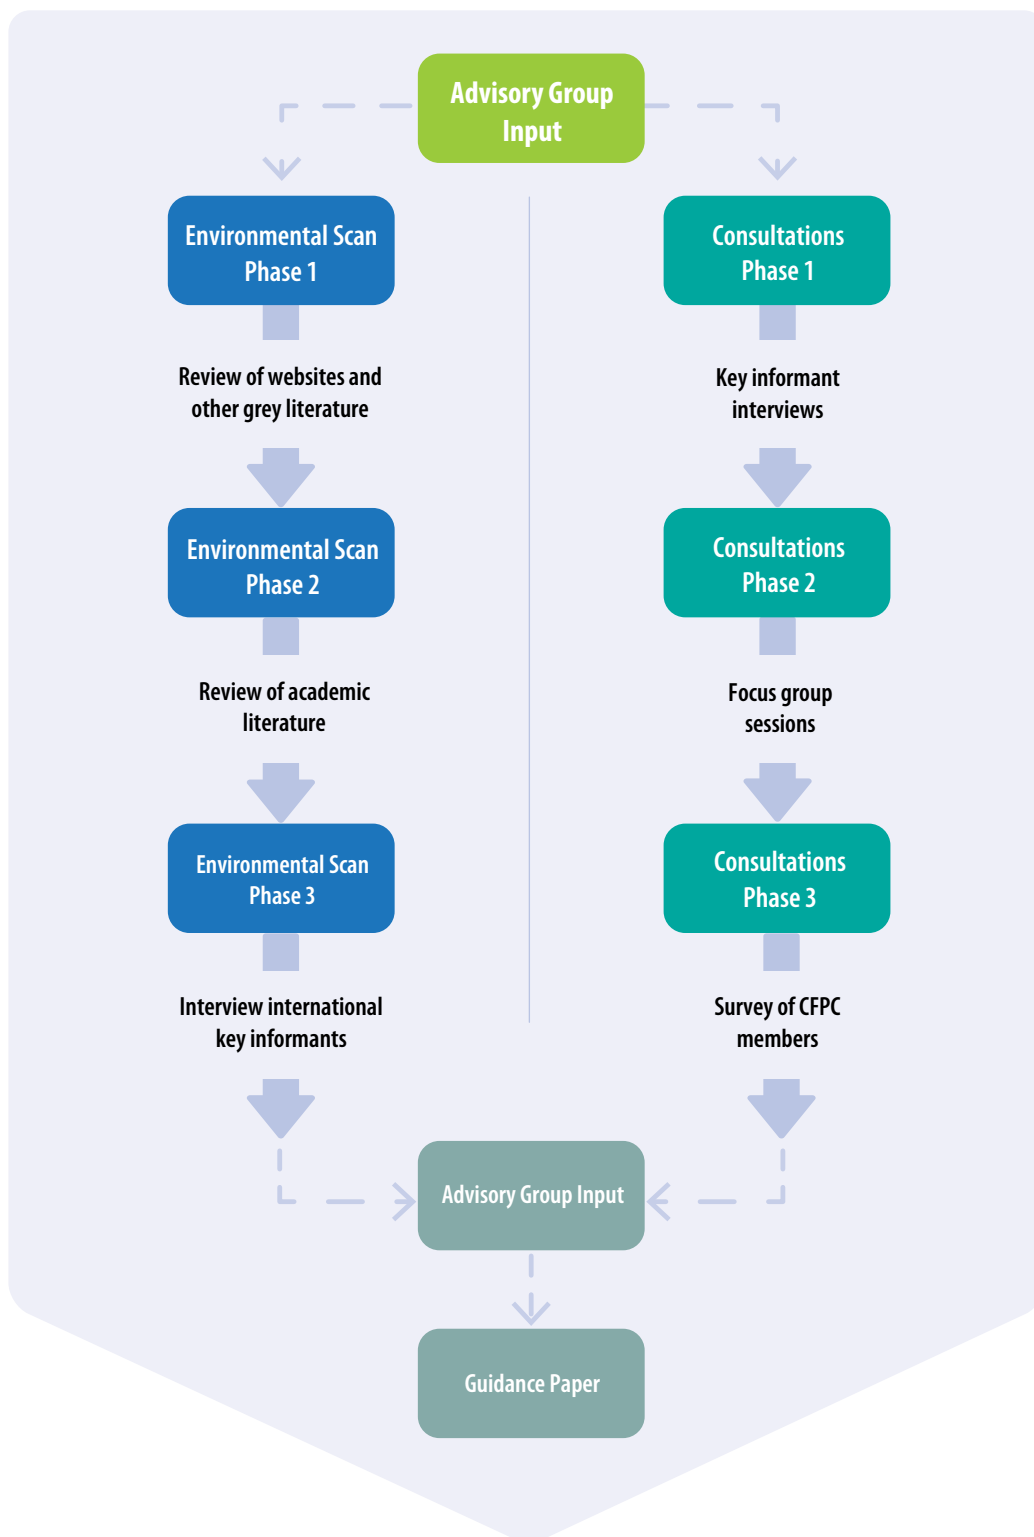 Advisory Group
Input
Environmental Scan
Phase 1
Consultations
Phase 1
Review of websites and
other grey literature
Key informant
interviews
Environmental Scan
Phase 2
Consultations
Phase 2
Review of academic
literature
Focus group
sessions
Environmental Scan
Phase 3
Consultations
Phase 3
Interview international
key informants
Survey of CFPC
members
Advisory Group Input
Guidance Paper